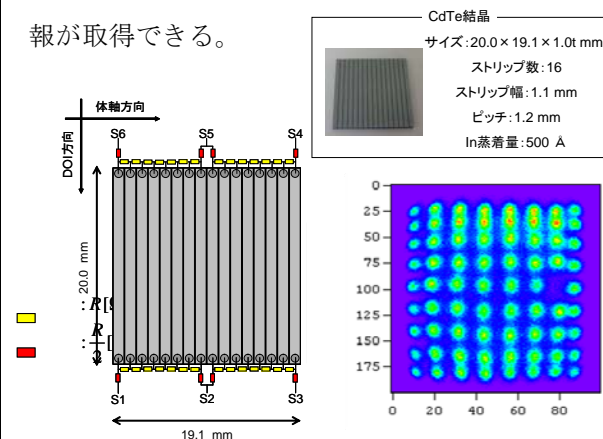 報が取得できる。
CdTe結晶
サイズ:20.0×19.1×1.0t mm
ストリップ数:16
ストリップ幅:1.1 mm
ピッチ:1.2 mm
In蒸着量:500 Å
体軸方向
DOI方向
S6 S5 S4
20.0 mm
:R[
:R
S1 S2 S3
19.1 mm
0
25
50
75
100
125
150
175
0 20 40 60 80